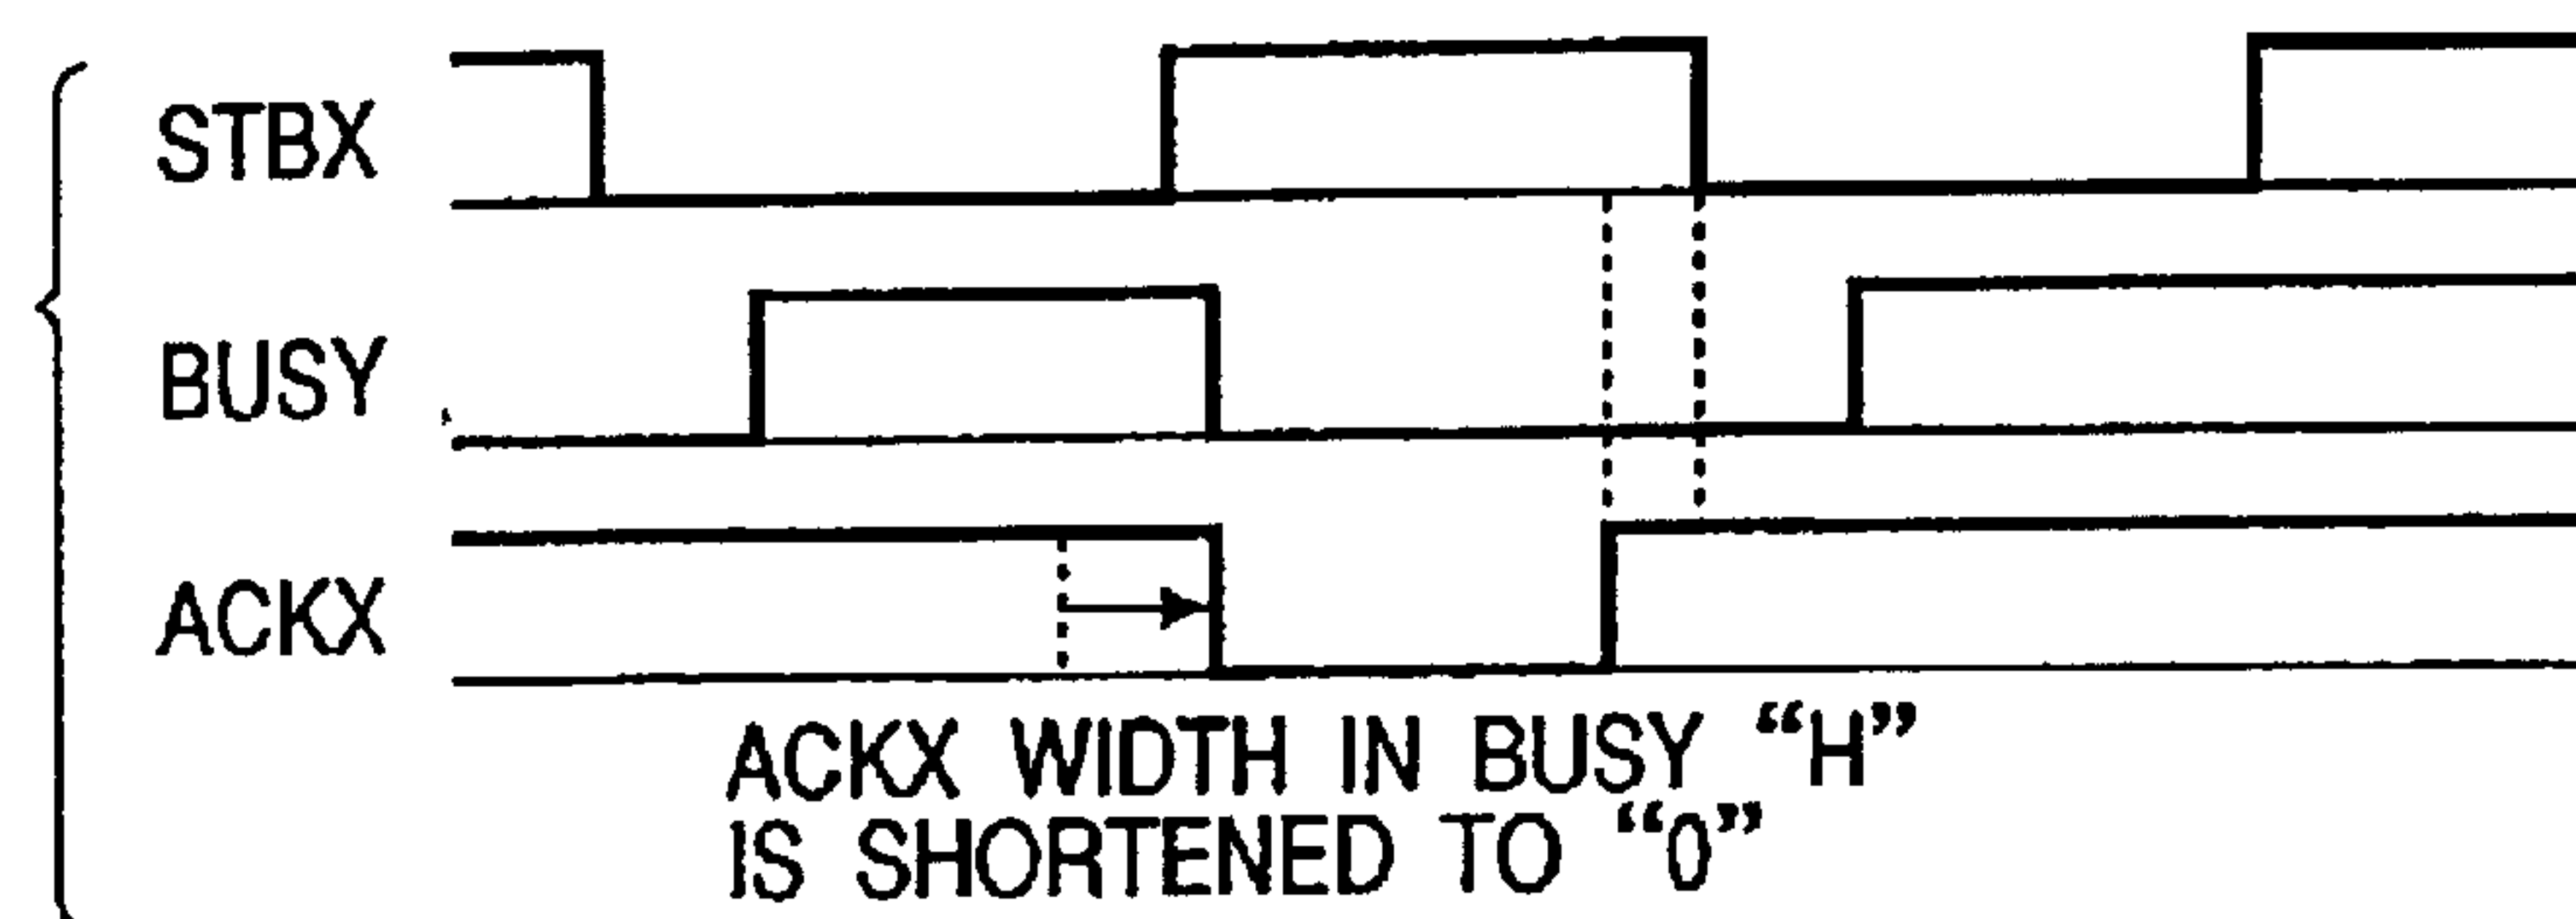 STBX
BUSY
ACKX
ACKX WIDTH IN BUSY “H”
IS SHORTENED TO “0”